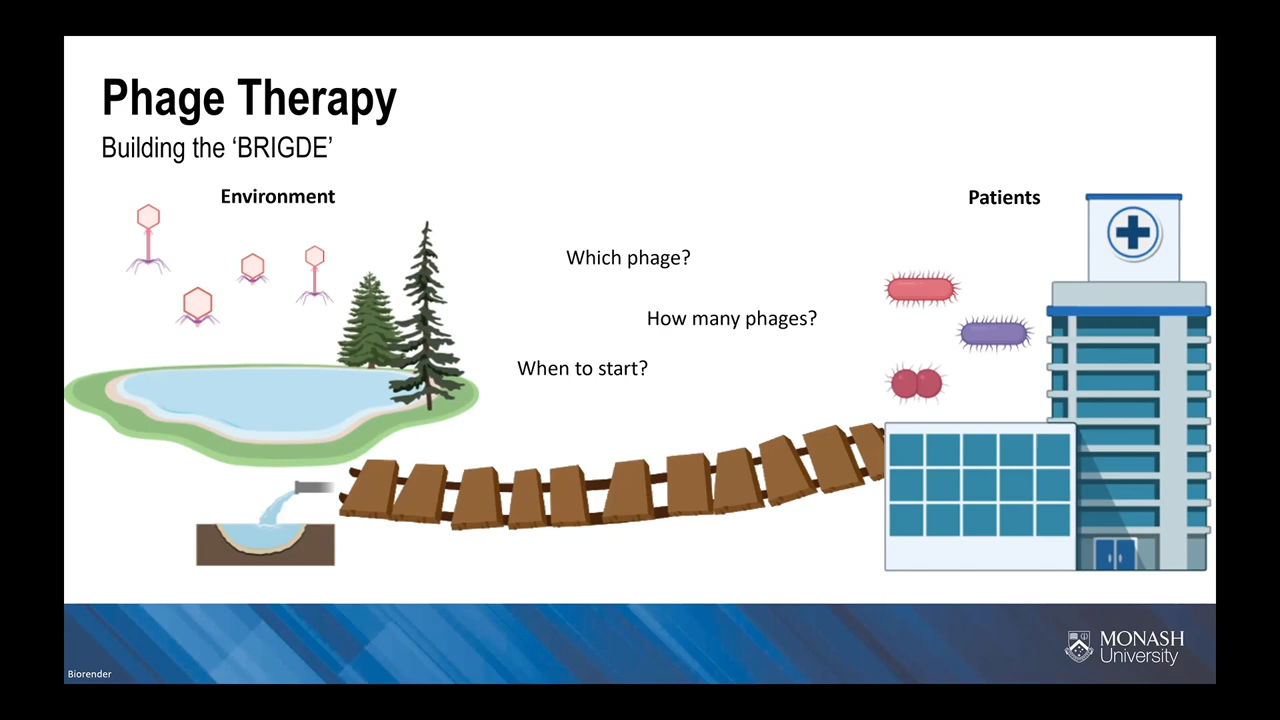 Phage Therapy
Building the ‘BRIGDE’
Environment
Patients
Which phage?
How many phages?
When to start?
MONASH
University
Biorender